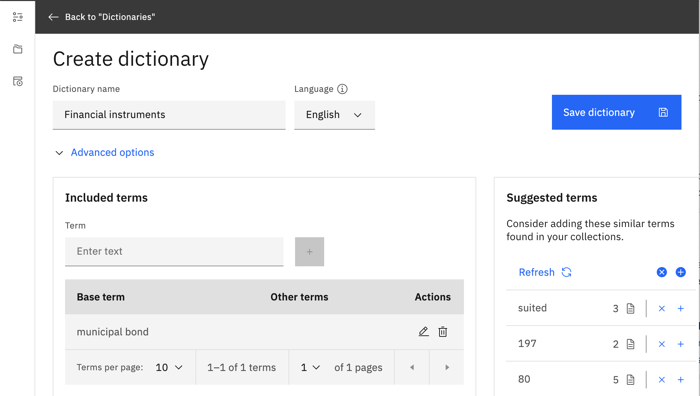 Back to "Dictionaries"
Create dictionary
Dictionary name
Language
Financial instruments
English
Save dictionary
Advanced options
Included terms
Term
Enter text
+
Base term Other terms Actions
municipal bond
Terms per page: 10 1–1 of 1 terms 1 of 1 pages
Suggested terms
Consider adding these similar terms
found in your collections.
Refresh
suited 3
197 2
80 5